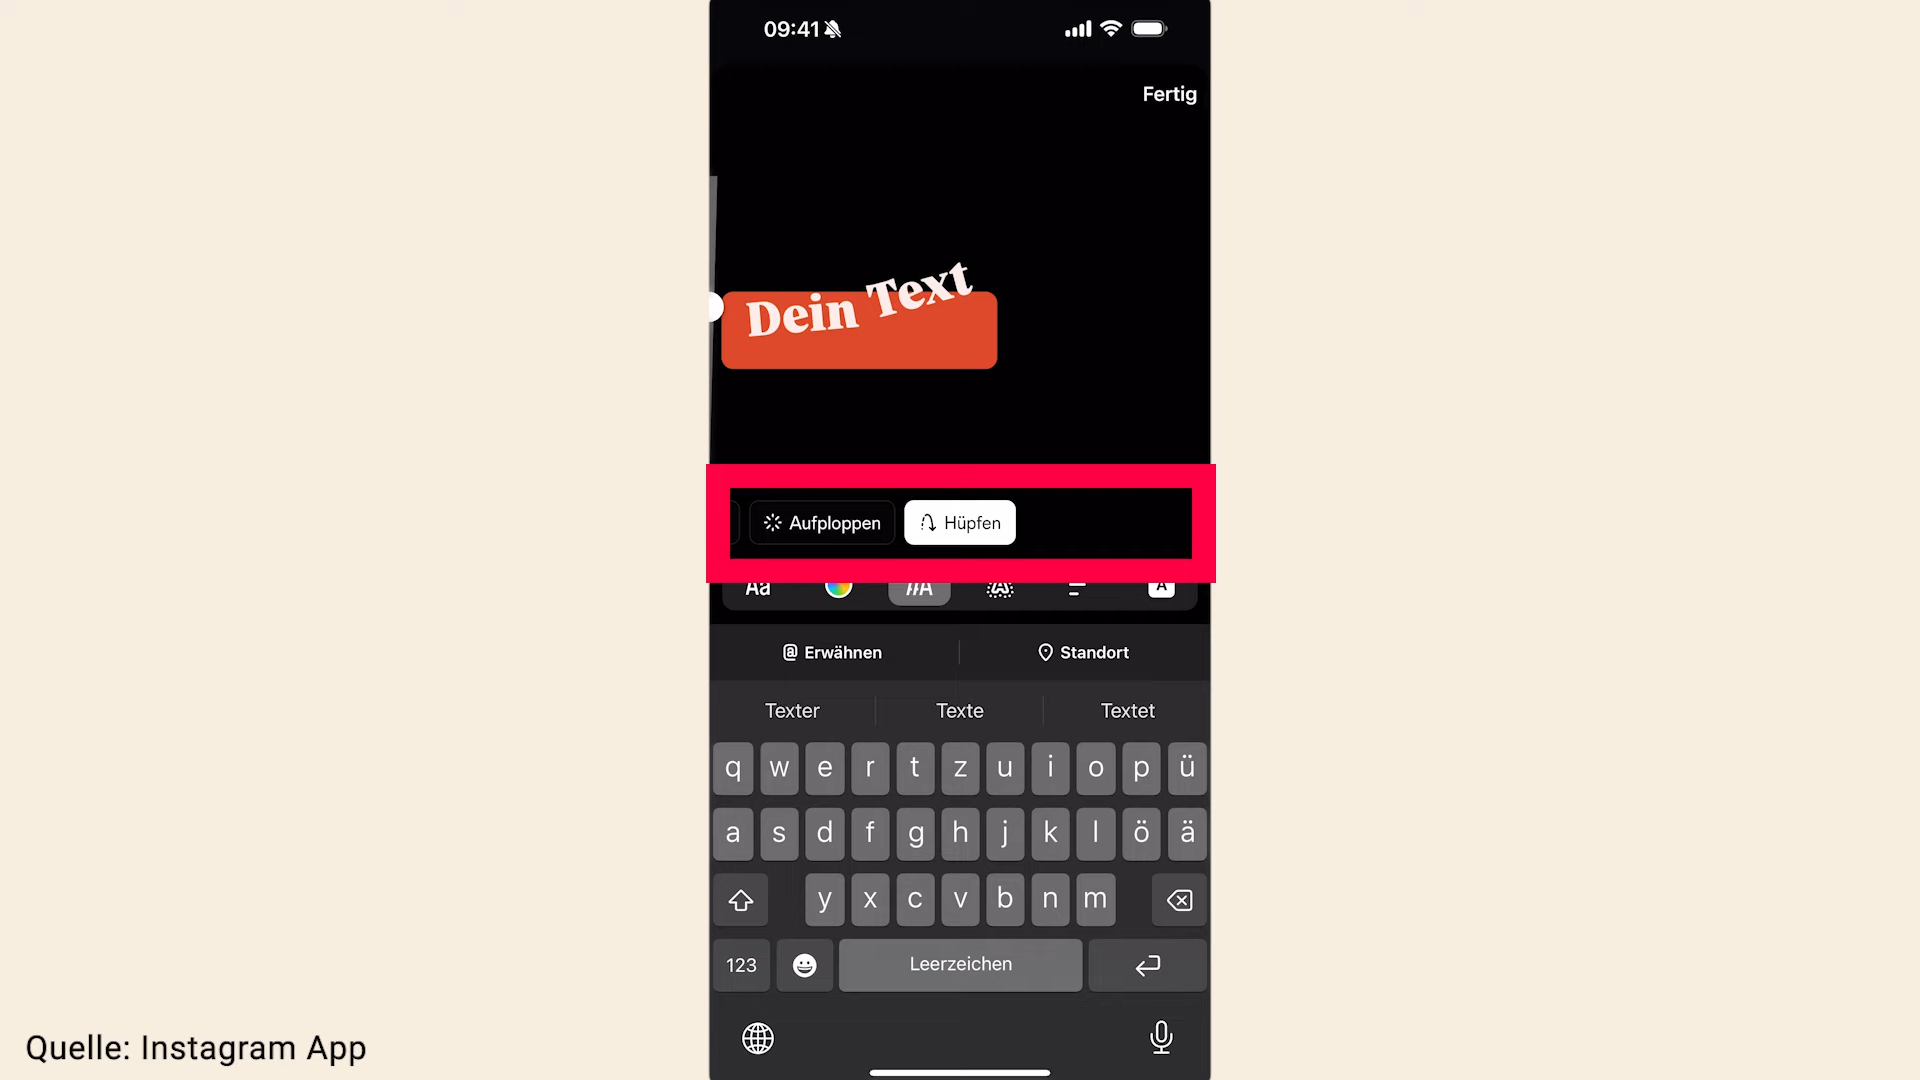 09:41
Fertig
Dein Text
Aufploppen
Hüpfen
Aa
A
A
A
@ Erwähnen
Standort
Texter
Texte
Textet
q w e r t z u i o p ü
a s d f g h j k l ö ä
y x c v b n m
123
Leerzeichen
Quelle: Instagram App